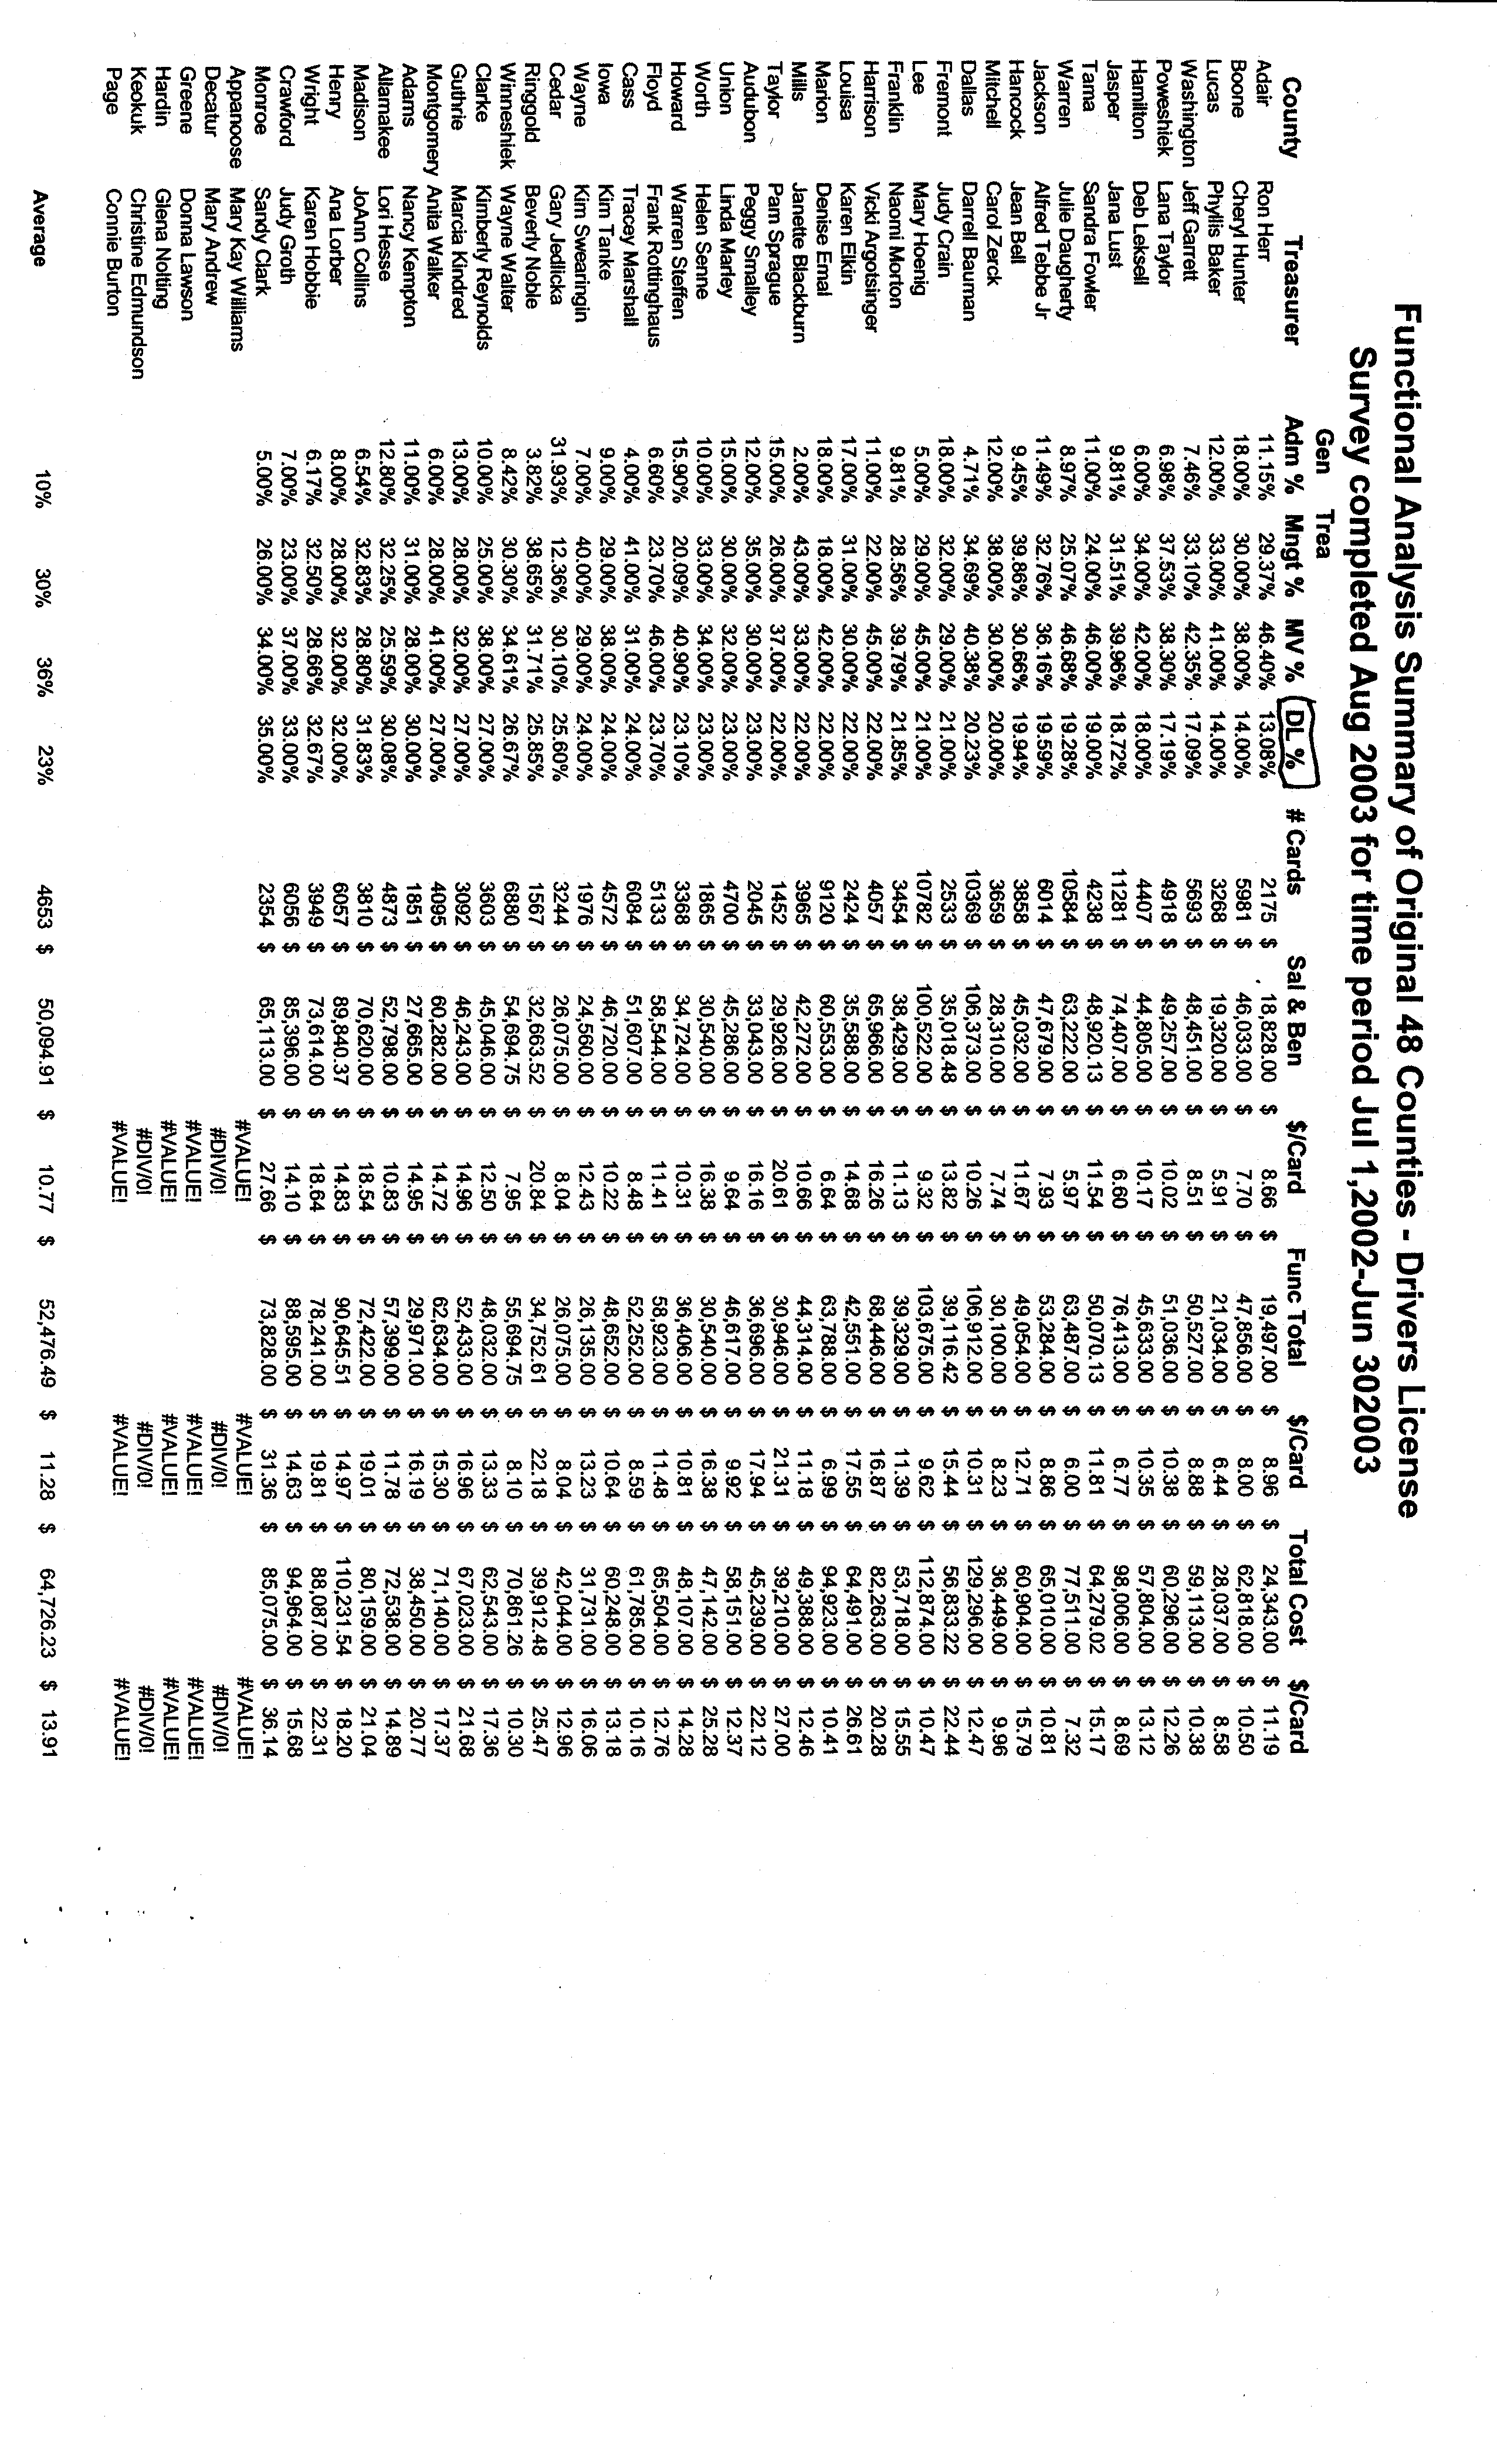 Functional Analysis Summary of Original 48 Counties - Drivers License
Survey completed Aug 2003 for time period Jul 1,2002-Jun 302003
Gen Trea
County Treasurer Adm % Mngt % MV % DL % # Cards Sal & Ben $/Card Func Total $/Card Total Cost $/Card
Adair Ron Herr 11.15% 29.37% 46.40% 13.08% 2175 $ 18,828.00 $ 8.66 $ 19,497.00 $ 8.96 $ 24,343.00 $ 11.19
Boone Cheryl Hunter 18.00% 30.00% 38.00% 14.00% 5981 $ 46,033.00 $ 7.70 $ 47,856.00 $ 8.00 $ 62,818.00 $ 10.50
Lucas Phyllis Baker 12.00% 33.00% 41.00% 14.00% 3268 $ 19,320.00 $ 5.91 $ 21,034.00 $ 6.44 $ 28,037.00 $ 8.58
Washington Jeff Garrett 7.46% 33.10% 42.35% 17.09% 5693 $ 48,451.00 $ 8.51 $ 50,527.00 $ 8.88 $ 59,113.00 $ 10.38
Poweshiek Lana Taylor 6.98% 37.53% 38.30% 17.19% 4918 $ 49,257.00 $ 10.02 $ 51,036.00 $ 10.38 $ 60,296.00 $ 12.26
Hamilton Deb Leksell 6.00% 34.00% 42.00% 18.00% 4407 $ 44,805.00 $ 10.17 $ 45,633.00 $ 10.35 $ 57,804.00 $ 13.12
Jasper Jana Lust 9.81% 31.51% 39.96% 18.72% 11281 $ 74,407.00 $ 6.60 $ 76,413.00 $ 6.77 $ 98,006.00 $ 8.69
Tama Sandra Fowler 11.00% 24.00% 46.00% 19.00% 4238 $ 48,920.13 $ 11.54 $ 50,070.13 $ 11.81 $ 64,279.02 $ 15.17
Warren Julie Daugherty 8.97% 25.07% 46.68% 19.28% 10584 $ 63,222.00 $ 5.97 $ 63,487.00 $ 6.00 $ 77,511.00 $ 7.32
Jackson Alfred Tebbe Jr 11.49% 32.76% 36.16% 19.59% 6014 $ 47,679.00 $ 7.93 $ 53,284.00 $ 8.86 $ 65,010.00 $ 10.81
Hancock Jean Bell 9.45% 39.86% 30.66% 19.94% 3858 $ 45,032.00 $ 11.67 $ 49,054.00 $ 12.71 $ 60,904.00 $ 15.79
Mitchell Carol Zerck 12.00% 38.00% 30.00% 20.00% 3659 $ 28,310.00 $ 7.74 $ 30,100.00 $ 8.23 $ 36,449.00 $ 9.96
Dallas Darrell Bauman 4.71% 34.69% 40.38% 20.23% 10369 $ 106,373.00 $ 10.26 $ 106,912.00 $ 10.31 $ 129,296.00 $ 12.47
Fremont Judy Crain 18.00% 32.00% 29.00% 21.00% 2533 $ 35,018.48 $ 13.82 $ 39,116.42 $ 15.44 $ 56,833.22 $ 22.44
Lee Mary Hoenig 5.00% 29.00% 45.00% 21.00% 10782 $ 100,522.00 $ 9.32 $ 103,675.00 $ 9.62 $ 112,874.00 $ 10.47
Franklin Naomi Morton 9.81% 28.56% 39.79% 21.85% 3454 $ 38,429.00 $ 11.13 $ 39,329.00 $ 11.39 $ 53,718.00 $ 15.55
Harrison Vicki Argotsinger 11.00% 22.00% 45.00% 22.00% 4057 $ 65,966.00 $ 16.26 $ 68,446.00 $ 16.87 $ 82,263.00 $ 20.28
Louisa Karen Elkin 17.00% 31.00% 30.00% 22.00% 2424 $ 35,588.00 $ 14.68 $ 42,551.00 $ 17.55 $ 64,491.00 $ 26.61
Marion Denise Emal 18.00% 18.00% 42.00% 22.00% 9120 $ 60,553.00 $ 6.64 $ 63,788.00 $ 6.99 $ 94,923.00 $ 10.41
Mills Janette Blackburn 2.00% 43.00% 33.00% 22.00% 3965 $ 42,272.00 $ 10.66 $ 44,314.00 $ 11.18 $ 49,388.00 $ 12.46
Taylor Pam Sprague 15.00% 26.00% 37.00% 22.00% 1452 $ 29,926.00 $ 20.61 $ 30,946.00 $ 21.31 $ 39,210.00 $ 27.00
Audubon Peggy Smalley 12.00% 35.00% 30.00% 23.00% 2045 $ 33,043.00 $ 16.16 $ 36,696.00 $ 17.94 $ 45,239.00 $ 22.12
Union Linda Marley 15.00% 30.00% 32.00% 23.00% 4700 $ 45,286.00 $ 9.64 $ 46,617.00 $ 9.92 $ 58,151.00 $ 12.37
Worth Helen Senne 10.00% 33.00% 34.00% 23.00% 1865 $ 30,540.00 $ 16.38 $ 30,540.00 $ 16.38 $ 47,142.00 $ 25.28
Howard Warren Steffen 15.90% 20.09% 40.90% 23.10% 3368 $ 34,724.00 $ 10.31 $ 36,406.00 $ 10.81 $ 48,107.00 $ 14.28
Floyd Frank Rottinghaus 6.60% 23.70% 46.00% 23.70% 5133 $ 58,544.00 $ 11.41 $ 58,923.00 $ 11.48 $ 65,504.00 $ 12.76
Cass Tracey Marshall 4.00% 41.00% 31.00% 24.00% 6084 $ 51,607.00 $ 8.48 $ 52,252.00 $ 8.59 $ 61,785.00 $ 10.16
Iowa Kim Tanke 9.00% 29.00% 38.00% 24.00% 4572 $ 46,720.00 $ 10.22 $ 48,652.00 $ 10.64 $ 60,248.00 $ 13.18
Wayne Kim Swearingin 7.00% 40.00% 29.00% 24.00% 1976 $ 24,560.00 $ 12.43 $ 26,135.00 $ 13.23 $ 31,731.00 $ 16.06
Cedar Gary Jedlicka 31.93% 12.36% 30.10% 25.60% 3244 $ 26,075.00 $ 8.04 $ 26,075.00 $ 8.04 $ 42,044.00 $ 12.96
Ringgold Beverly Noble 3.82% 38.65% 31.71% 25.85% 1567 $ 32,663.52 $ 20.84 $ 34,752.61 $ 22.18 $ 39,912.48 $ 25.47
Winneshiek Wayne Walter 8.42% 30.30% 34.61% 26.67% 6880 $ 54,694.75 $ 7.95 $ 55,694.75 $ 8.10 $ 70,861.26 $ 10.30
Clarke Kimberly Reynolds 10.00% 25.00% 38.00% 27.00% 3603 $ 45,046.00 $ 12.50 $ 48,032.00 $ 13.33 $ 62,543.00 $ 17.36
Guthrie Marcia Kindred 13.00% 28.00% 32.00% 27.00% 3092 $ 46,243.00 $ 14.96 $ 52,433.00 $ 16.96 $ 67,023.00 $ 21.68
Montgomery Anita Walker 6.00% 28.00% 41.00% 27.00% 4095 $ 60,282.00 $ 14.72 $ 62,634.00 $ 15.30 $ 71,140.00 $ 17.37
Adams Nancy Kempton 11.00% 31.00% 28.00% 30.00% 1851 $ 27,665.00 $ 14.95 $ 29,971.00 $ 16.19 $ 38,450.00 $ 20.77
Allamakee Lori Hesse 12.80% 32.25% 25.59% 30.08% 4873 $ 52,798.00 $ 10.83 $ 57,399.00 $ 11.78 $ 72,538.00 $ 14.89
Madison JoAnn Collins 6.54% 32.83% 28.80% 31.83% 3810 $ 70,620.00 $ 18.54 $ 72,422.00 $ 19.01 $ 80,159.00 $ 21.04
Henry Ana Lorber 8.00% 28.00% 32.00% 32.00% 6057 $ 89,840.37 $ 14.83 $ 90,645.51 $ 14.97 $ 110,231.54 $ 18.20
Wright Karen Hobbie 6.17% 32.50% 28.66% 32.67% 3949 $ 73,614.00 $ 18.64 $ 78,241.00 $ 19.81 $ 88,087.00 $ 22.31
Crawford Judy Groth 7.00% 23.00% 37.00% 33.00% 6056 $ 85,396.00 $ 14.10 $ 88,595.00 $ 14.63 $ 94,964.00 $ 15.68
Monroe Sandy Clark 5.00% 26.00% 34.00% 35.00% 2354 $ 65,113.00 $ 27.66 $ 73,828.00 $ 31.36 $ 85,075.00 $ 36.14
Appanoose Mary Kay Williams #VALUE! #VALUE! #VALUE!
Decatur Mary Andrew #DIV/0! #DIV/0! #DIV/0!
Greene Donna Lawson #VALUE! #VALUE! #VALUE!
Hardin Glena Nolting #VALUE! #VALUE! #VALUE!
Keokuk Christine Edmundson #DIV/0! #DIV/0! #DIV/0!
Page Connie Burton #VALUE! #VALUE! #VALUE!
Average 10% 30% 36% 23% 4653 $ 50,094.91 $ 10.77 $ 52,476.49 $ 11.28 $ 64,726.23 $ 13.91